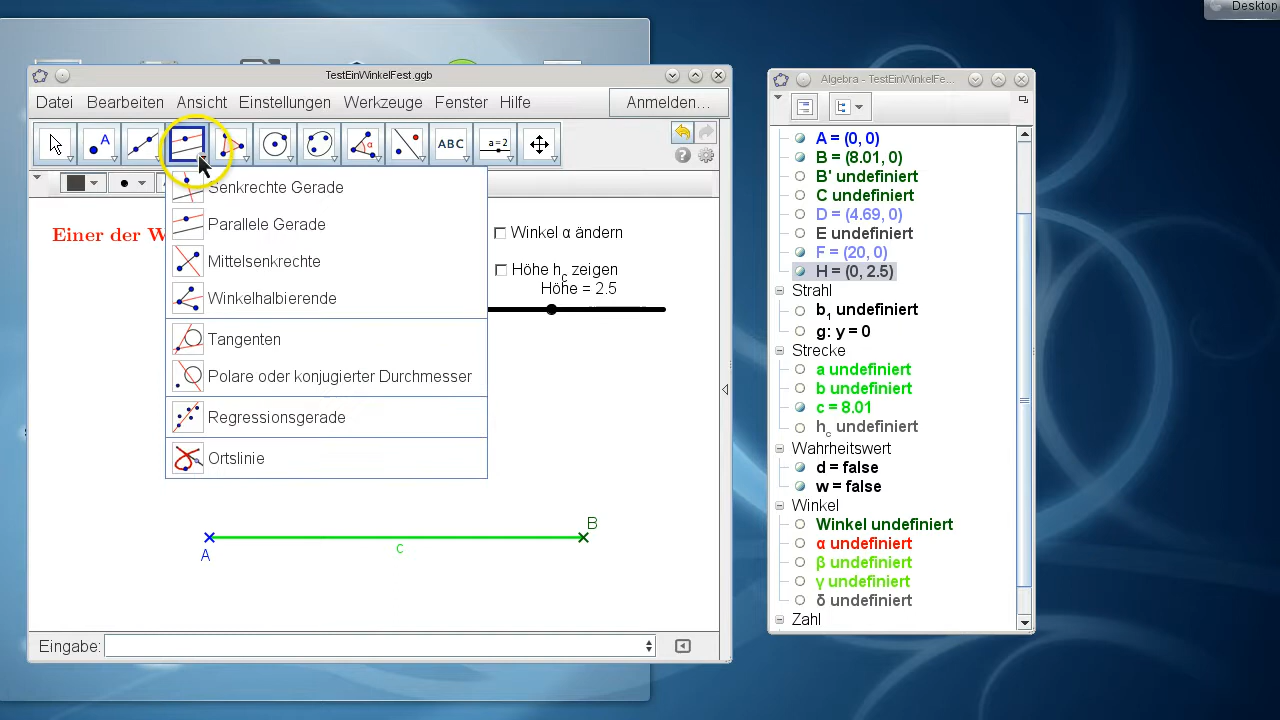 Desktop
TestEinWinkelFest.ggb
Datei Bearbeiten Ansicht Einstellungen Werkzeuge Fenster Hilfe Anmelden...
A α ABC a=2
Senkrechte Gerade
Parallele Gerade
Mittelsenkrechte
Winkelhalbierende
Tangenten
Polare oder konjugierter Durchmesser
Regressionsgerade
Ortslinie
Einer der W
Winkel α ändern
Höhe hc zeigen
Höhe = 2.5
A c B
Eingabe:
Algebra - TestEinWinkelFe...
A = (0, 0)
B = (8.01, 0)
B' undefiniert
C undefiniert
D = (4.69, 0)
E undefiniert
F = (20, 0)
H = (0, 2.5)
Strahl
b1 undefiniert
g: y = 0
Strecke
a undefiniert
b undefiniert
c = 8.01
hc undefiniert
Wahrheitswert
d = false
w = false
Winkel
Winkel undefiniert
α undefiniert
β undefiniert
γ undefiniert
δ undefiniert
Zahl